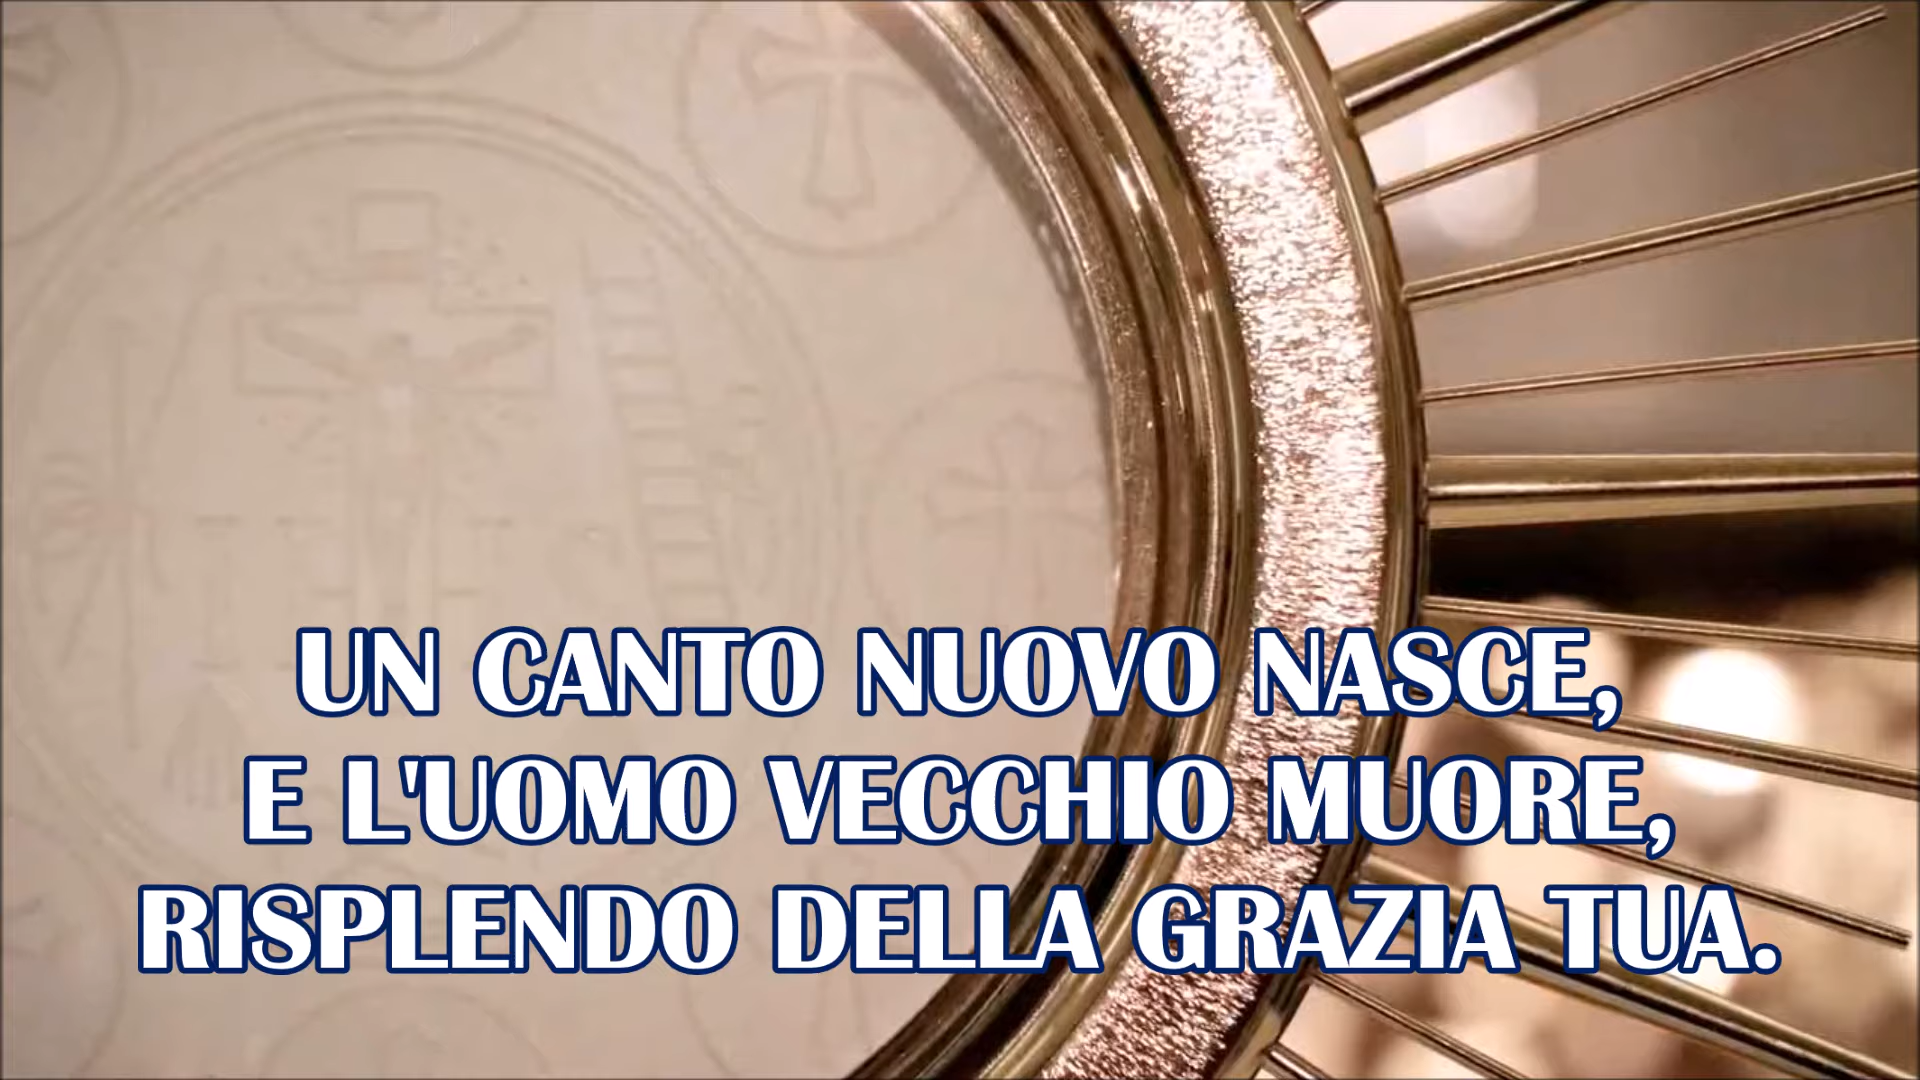 UN CANTO NUOVO NASCE,
E L'UOMO VECCHIO MUORE,
RISPLENDO DELLA GRAZIA TUA.